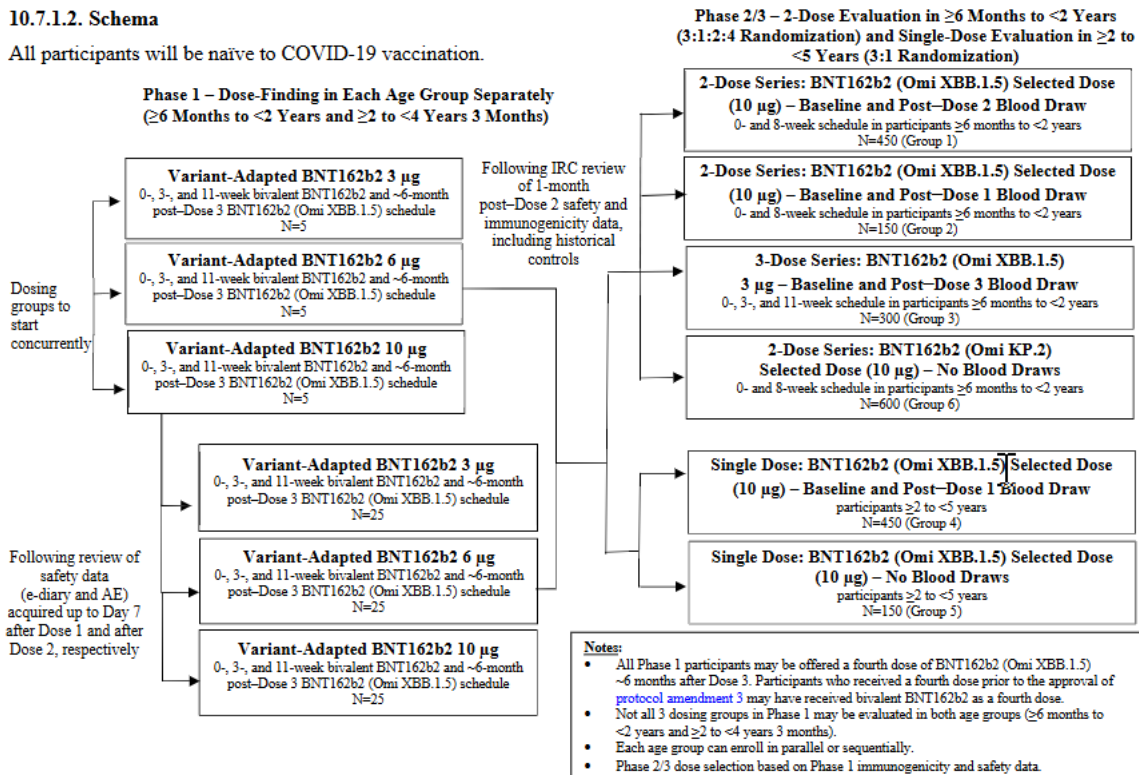 10.7.1.2. Schema
All participants will be naïve to COVID-19 vaccination.
Phase 1 – Dose-Finding in Each Age Group Separately
(≥6 Months to <2 Years and ≥2 to <4 Years 3 Months)
Dosing
groups to
start
concurrently
Variant-Adapted BNT162b2 3 µg
0-, 3-, and 11-week bivalent BNT162b2 and ~6-month
post–Dose 3 BNT162b2 (Omi XBB.1.5) schedule
N=5
Variant-Adapted BNT162b2 6 µg
0-, 3-, and 11-week bivalent BNT162b2 and ~6-month
post–Dose 3 BNT162b2 (Omi XBB.1.5) schedule
N=5
Variant-Adapted BNT162b2 10 µg
0-, 3-, and 11-week bivalent BNT162b2 and ~6-month
post–Dose 3 BNT162b2 (Omi XBB.1.5) schedule
N=5
Following review of
safety data
(e-diary and AE)
acquired up to Day 7
after Dose 1 and after
Dose 2, respectively
Variant-Adapted BNT162b2 3 µg
0-, 3-, and 11-week bivalent BNT162b2 and ~6-month
post–Dose 3 BNT162b2 (Omi XBB.1.5) schedule
N=25
Variant-Adapted BNT162b2 6 µg
0-, 3-, and 11-week bivalent BNT162b2 and ~6-month
post–Dose 3 BNT162b2 (Omi XBB.1.5) schedule
N=25
Variant-Adapted BNT162b2 10 µg
0-, 3-, and 11-week bivalent BNT162b2 and ~6-month
post–Dose 3 BNT162b2 (Omi XBB.1.5) schedule
N=25
Following IRC review
of 1-month
post–Dose 2 safety and
immunogenicity data,
including historical
controls
Phase 2/3 – 2-Dose Evaluation in ≥6 Months to <2 Years
(3:1:2:4 Randomization) and Single-Dose Evaluation in ≥2 to
<5 Years (3:1 Randomization)
2-Dose Series: BNT162b2 (Omi XBB.1.5) Selected Dose
(10 µg) – Baseline and Post–Dose 2 Blood Draw
0- and 8-week schedule in participants ≥6 months to <2 years
N=450 (Group 1)
2-Dose Series: BNT162b2 (Omi XBB.1.5) Selected Dose
(10 µg) – Baseline and Post–Dose 1 Blood Draw
0- and 8-week schedule in participants ≥6 months to <2 years
N=150 (Group 2)
3-Dose Series: BNT162b2 (Omi XBB.1.5)
3 µg – Baseline and Post–Dose 3 Blood Draw
0-, 3-, and 11-week schedule in participants ≥6 months to <2 years
N=300 (Group 3)
2-Dose Series: BNT162b2 (Omi KP.2)
Selected Dose (10 µg) – No Blood Draws
0- and 8-week schedule in participants ≥6 months to <2 years
N=600 (Group 6)
Single Dose: BNT162b2 (Omi XBB.1.5) Selected Dose
(10 µg) – Baseline and Post–Dose 1 Blood Draw
participants ≥2 to <5 years
N=450 (Group 4)
Single Dose: BNT162b2 (Omi XBB.1.5) Selected Dose
(10 µg) – No Blood Draws
participants ≥2 to <5 years
N=150 (Group 5)
Notes:
• All Phase 1 participants may be offered a fourth dose of BNT162b2 (Omi XBB.1.5)
~6 months after Dose 3. Participants who received a fourth dose prior to the approval of
protocol amendment 3 may have received bivalent BNT162b2 as a fourth dose.
• Not all 3 dosing groups in Phase 1 may be evaluated in both age groups (≥6 months to
<2 years and ≥2 to <4 years 3 months).
• Each age group can enroll in parallel or sequentially.
• Phase 2/3 dose selection based on Phase 1 immunogenicity and safety data.